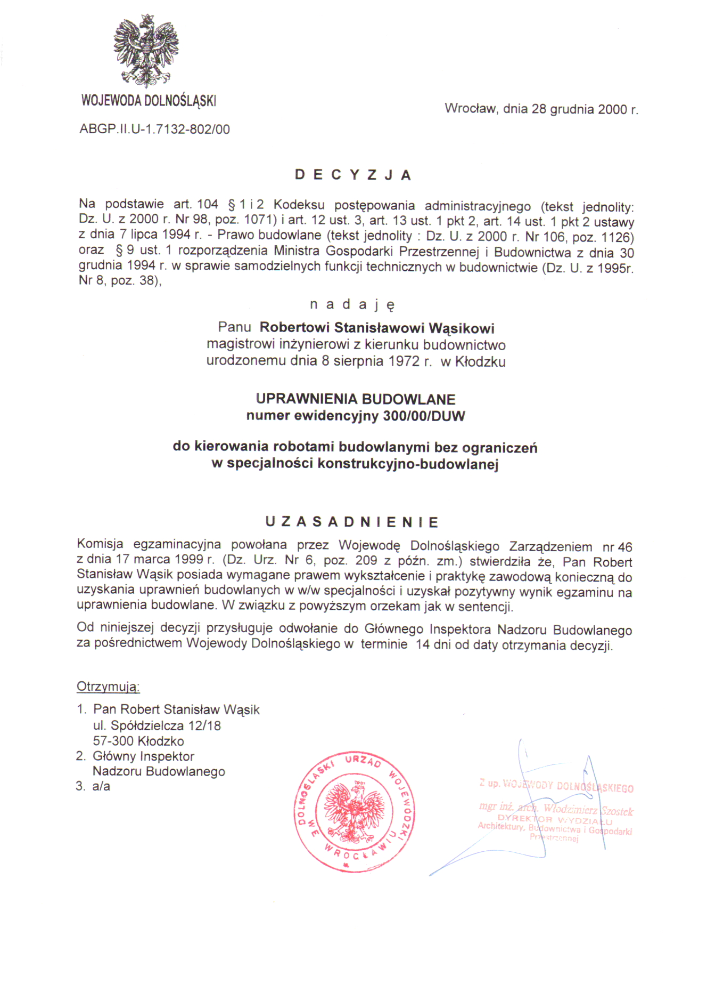 WOJEWODA DOLNOŚLĄSKI
Wrocław, dnia 28 grudnia 2000 r.
ABGP.II.U-1.7132-802/00
D E C Y Z J A
Na podstawie art. 104 § 1 i 2 Kodeksu postępowania administracyjnego (tekst jednolity:
Dz. U. z 2000 r. Nr 98, poz. 1071) i art. 12 ust. 3, art. 13 ust. 1 pkt 2, art. 14 ust. 1 pkt 2 ustawy
z dnia 7 lipca 1994 r. - Prawo budowlane (tekst jednolity : Dz. U. z 2000 r. Nr 106, poz. 1126)
oraz § 9 ust. 1 rozporządzenia Ministra Gospodarki Przestrzennej i Budownictwa z dnia 30
grudnia 1994 r. w sprawie samodzielnych funkcji technicznych w budownictwie (Dz. U. z 1995r.
Nr 8, poz. 38),
n a d a j ę
Panu Robertowi Stanisławowi Wąsikowi
magistrowi inżynierowi z kierunku budownictwo
urodzonemu dnia 8 sierpnia 1972 r. w Kłodzku
UPRAWNIENIA BUDOWLANE
numer ewidencyjny 300/00/DUW
do kierowania robotami budowlanymi bez ograniczeń
w specjalności konstrukcyjno-budowlanej
U Z A S A D N I E N I E
Komisja egzaminacyjna powołana przez Wojewodę Dolnośląskiego Zarządzeniem nr 46
z dnia 17 marca 1999 r. (Dz. Urz. Nr 6, poz. 209 z późn. zm.) stwierdziła że, Pan Robert
Stanisław Wąsik posiada wymagane prawem wykształcenie i praktykę zawodową konieczną do
uzyskania uprawnień budowlanych w w/w specjalności i uzyskał pozytywny wynik egzaminu na
uprawnienia budowlane. W związku z powyższym orzekam jak w sentencji.
Od niniejszej decyzji przysługuje odwołanie do Głównego Inspektora Nadzoru Budowlanego
za pośrednictwem Wojewody Dolnośląskiego w terminie 14 dni od daty otrzymania decyzji.
Otrzymują:
1. Pan Robert Stanisław Wąsik
ul. Spółdzielcza 12/18
57-300 Kłodzko
2. Główny Inspektor
Nadzoru Budowlanego
3. a/a
DOLNOŚLĄSKI URZĄD WOJEWÓDZKI
WE WROCŁAWIU
Z up. WOJEWODY DOLNOŚLĄSKIEGO
mgr inż. arch. Włodzimierz Szostek
DYREKTOR WYDZIAŁU
Architektury, Budownictwa i Gospodarki
Przestrzennej